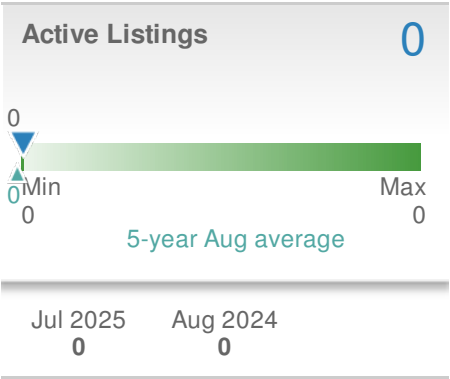 Active Listings 0
0
0
Min Max
0 0
5-year Aug average
Jul 2025 Aug 2024
0 0